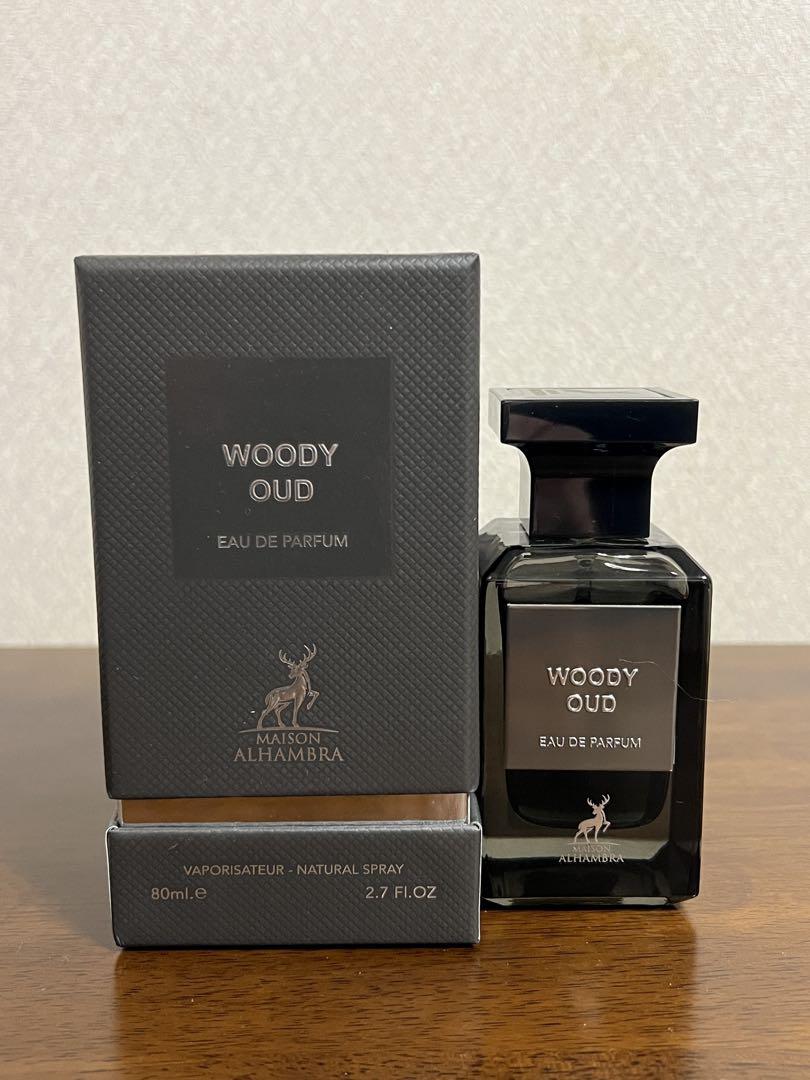 WOODY
OUD
EAU DE PARFUM
MAISON
ALHAMBRA
VAPORISATEUR - NATURAL SPRAY
80ml.e 2.7 Fl.OZ
WOODY
OUD
EAU DE PARFUM
MAISON
ALHAMBRA